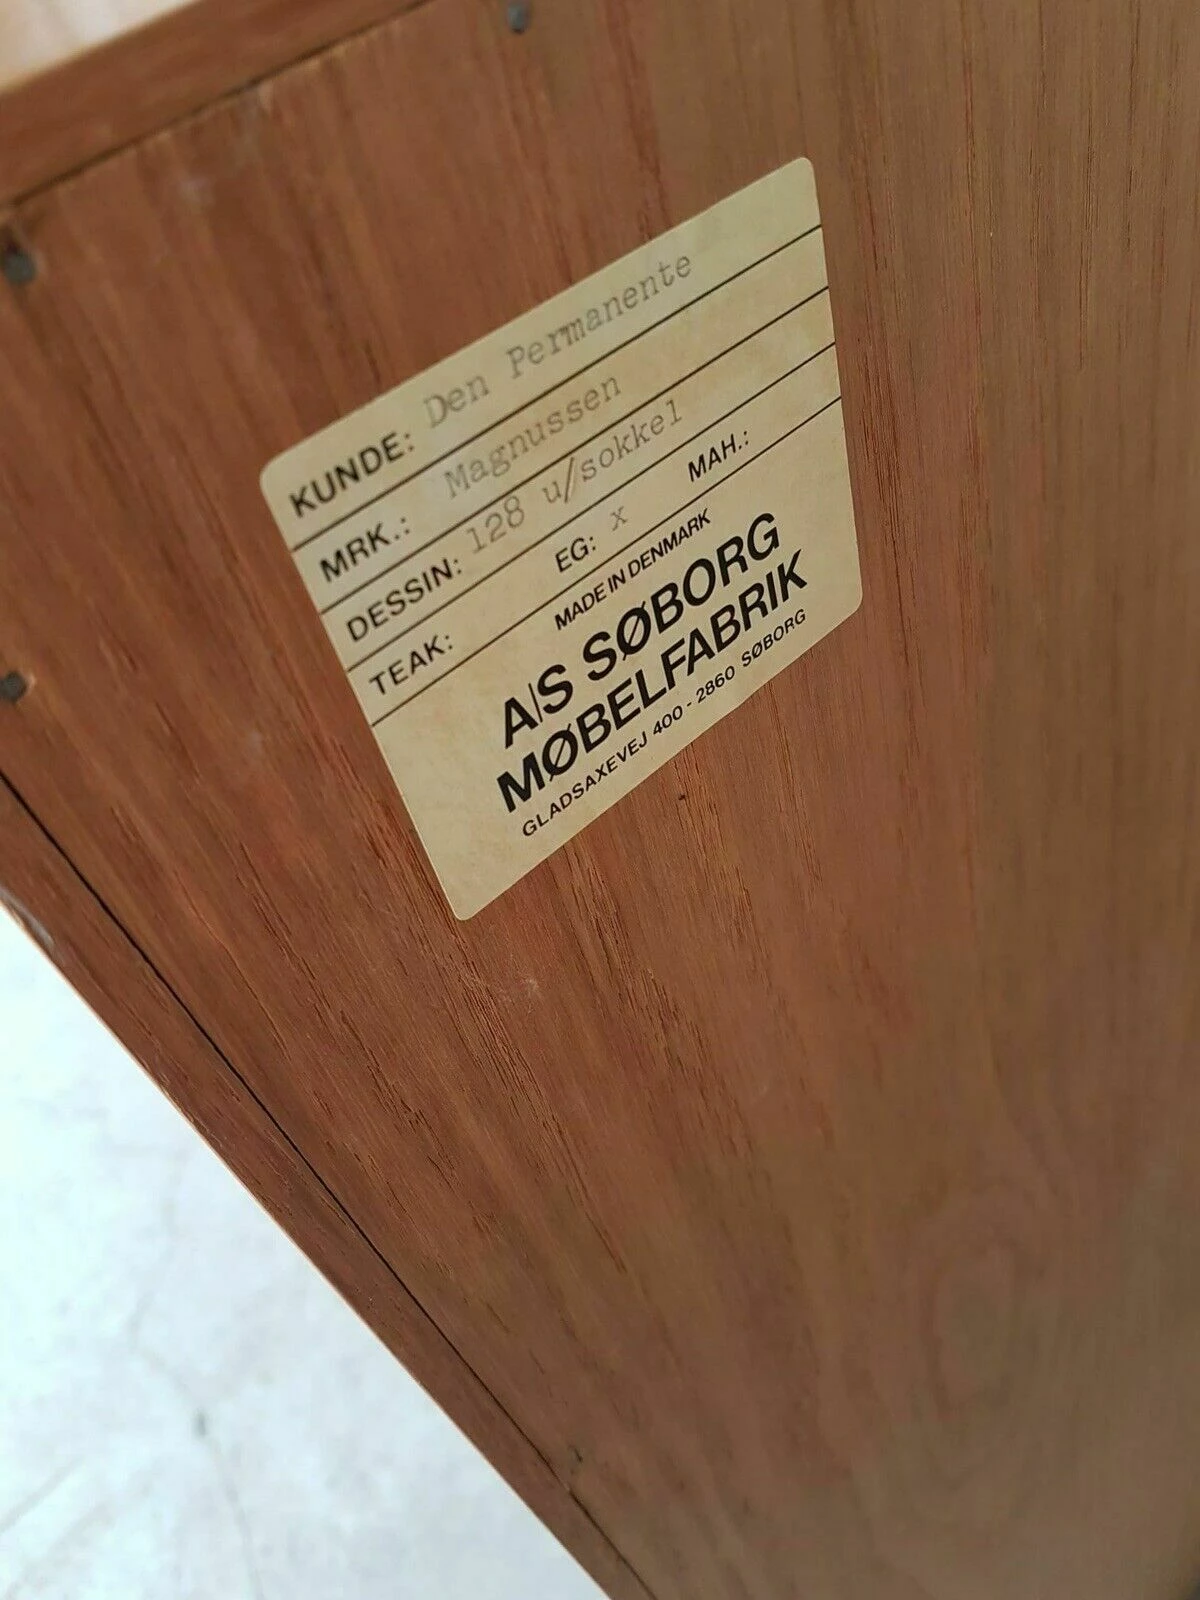 KUNDE: Den Permanente
MRK.: Magnussen
DESSIN: 128 u/sokkel
TEAK: EG: x MAH.:
MADE IN DENMARK
A/S SØBORG
MØBELFABRIK
GLADSAXEVEJ 400 - 2860 SØBORG